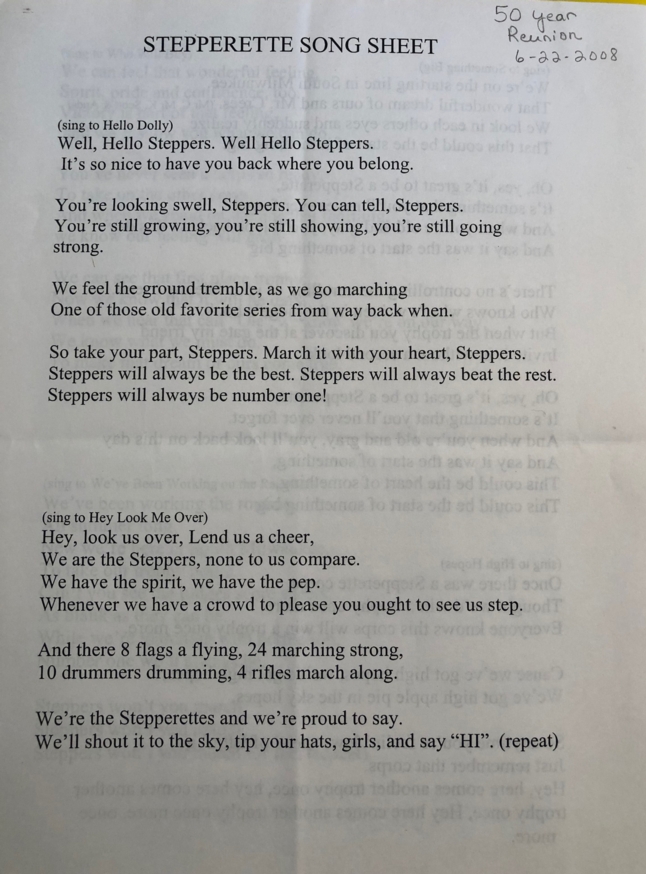 50 Year
Reunion
6-22-2008
STEPPERETTE SONG SHEET
(sing to Hello Dolly)
Well, Hello Steppers. Well Hello Steppers.
It's so nice to have you back where you belong.
You're looking swell, Steppers. You can tell, Steppers.
You're still growing, you're still showing, you're still going
strong.
We feel the ground tremble, as we go marching
One of those old favorite series from way back when.
So take your part, Steppers. March it with your heart, Steppers.
Steppers will always be the best. Steppers will always beat the rest.
Steppers will always be number one!
(sing to Hey Look Me Over)
Hey, look us over, Lend us a cheer,
We are the Steppers, none to us compare.
We have the spirit, we have the pep.
Whenever we have a crowd to please you ought to see us step.
And there 8 flags a flying, 24 marching strong,
10 drummers drumming, 4 rifles march along.
We're the Stepperettes and we're proud to say.
We'll shout it to the sky, tip your hats, girls, and say “HI”. (repeat)